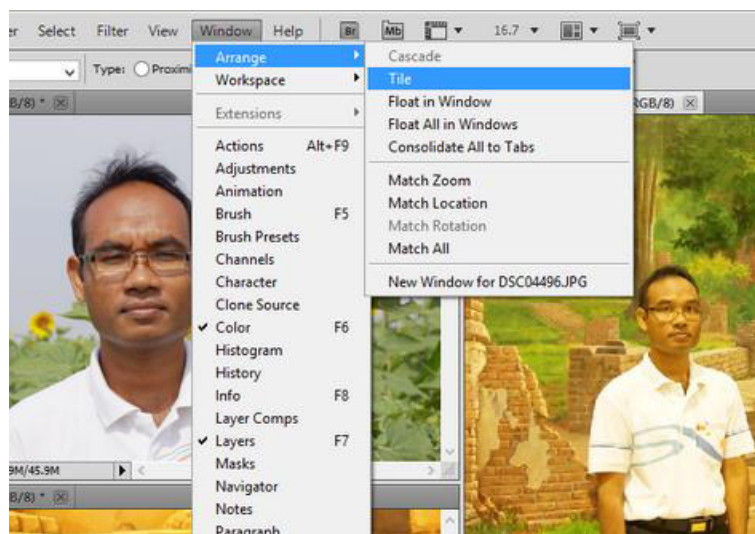 er Select Filter View Window Help Br Mb 16.7
Type: Proximi
B/8) *
RGB/8)
Arrange
Workspace
Extensions
Actions Alt+F9
Adjustments
Animation
Brush F5
Brush Presets
Channels
Character
Clone Source
Color F6
Histogram
History
Info F8
Layer Comps
Layers F7
Masks
Navigator
Notes
Paragraph
Cascade
Tile
Float in Window
Float All in Windows
Consolidate All to Tabs
Match Zoom
Match Location
Match Rotation
Match All
New Window for DSC04496.JPG
9M/45.9M
B/8) *